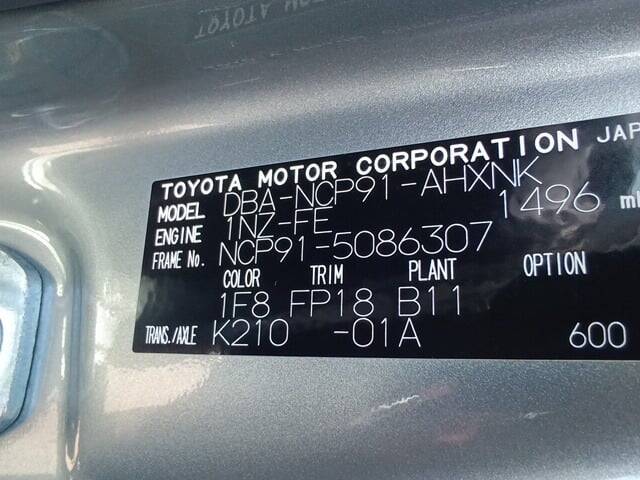 TOYOTA MOTOR CORPORATION JAP
MODEL DBA-NCP91-AHXNK
ENGINE 1NZ-FE 1496 m
FRAME No. NCP91-5086307
COLOR TRIM PLANT OPTION
1F8 FP18 B11
TRANS./AXLE K210 -01A 600